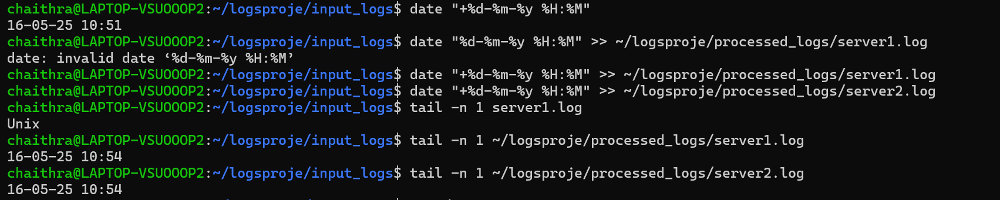 chaithra@LAPTOP-VSUOOOP2:~/logsproje/input_logs$ date "+%d-%m-%y %H:%M"
16-05-25 10:51
chaithra@LAPTOP-VSUOOOP2:~/logsproje/input_logs$ date "%d-%m-%y %H:%M" >> ~/logsproje/processed_logs/server1.log
date: invalid date ‘%d-%m-%y %H:%M’
chaithra@LAPTOP-VSUOOOP2:~/logsproje/input_logs$ date "+%d-%m-%y %H:%M" >> ~/logsproje/processed_logs/server1.log
chaithra@LAPTOP-VSUOOOP2:~/logsproje/input_logs$ date "+%d-%m-%y %H:%M" >> ~/logsproje/processed_logs/server2.log
chaithra@LAPTOP-VSUOOOP2:~/logsproje/input_logs$ tail -n 1 server1.log
Unix
chaithra@LAPTOP-VSUOOOP2:~/logsproje/input_logs$ tail -n 1 ~/logsproje/processed_logs/server1.log
16-05-25 10:54
chaithra@LAPTOP-VSUOOOP2:~/logsproje/input_logs$ tail -n 1 ~/logsproje/processed_logs/server2.log
16-05-25 10:54